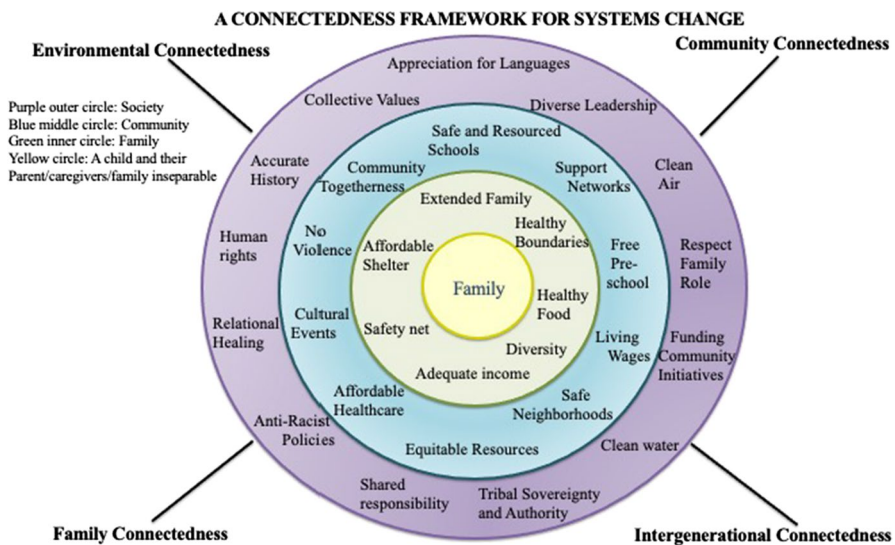 A CONNECTEDNESS FRAMEWORK FOR SYSTEMS CHANGE
Environmental Connectedness
Community Connectedness
Purple outer circle: Society
Blue middle circle: Community
Green inner circle: Family
Yellow circle: A child and their
Parent/caregivers/family inseparable
Appreciation for Languages
Collective Values
Diverse Leadership
Accurate
History
Clean
Air
Human
rights
Respect
Family
Role
Relational
Healing
Funding
Community
Initiatives
Anti-Racist
Policies
Clean water
Shared
responsibility
Tribal Sovereignty
and Authority
Safe and Resourced
Schools
Community
Togetherness
Support
Networks
No
Violence
Free
Pre-
school
Cultural
Events
Living
Wages
Affordable
Healthcare
Safe
Neighborhoods
Equitable Resources
Extended Family
Healthy
Boundaries
Affordable
Shelter
Healthy
Food
Safety net
Diversity
Adequate income
Family
Family Connectedness
Intergenerational Connectedness